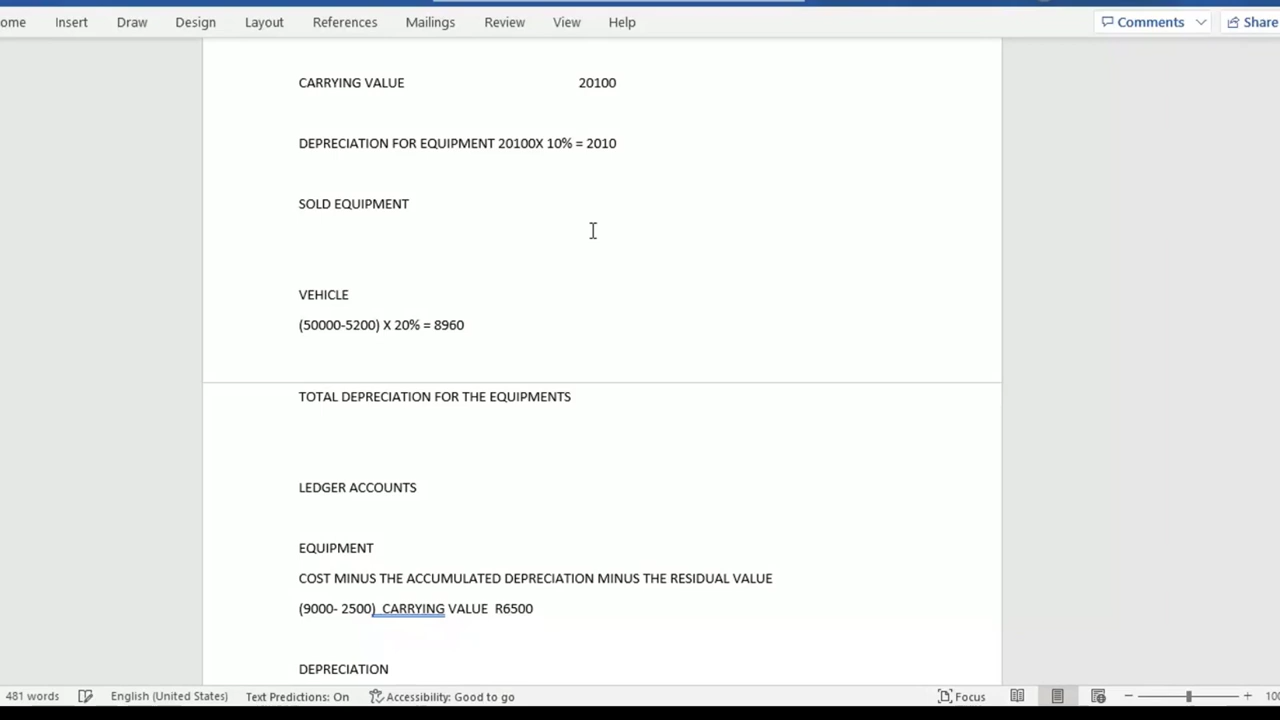 ome Insert Draw Design Layout References Mailings Review View Help Comments Share
CARRYING VALUE 20100
DEPRECIATION FOR EQUIPMENT 20100X 10% = 2010
SOLD EQUIPMENT
VEHICLE
(50000-5200) X 20% = 8960
TOTAL DEPRECIATION FOR THE EQUIPMENTS
LEDGER ACCOUNTS
EQUIPMENT
COST MINUS THE ACCUMULATED DEPRECIATION MINUS THE RESIDUAL VALUE
(9000- 2500) CARRYING VALUE R6500
DEPRECIATION
481 words English (United States) Text Predictions: On Accessibility: Good to go Focus 100